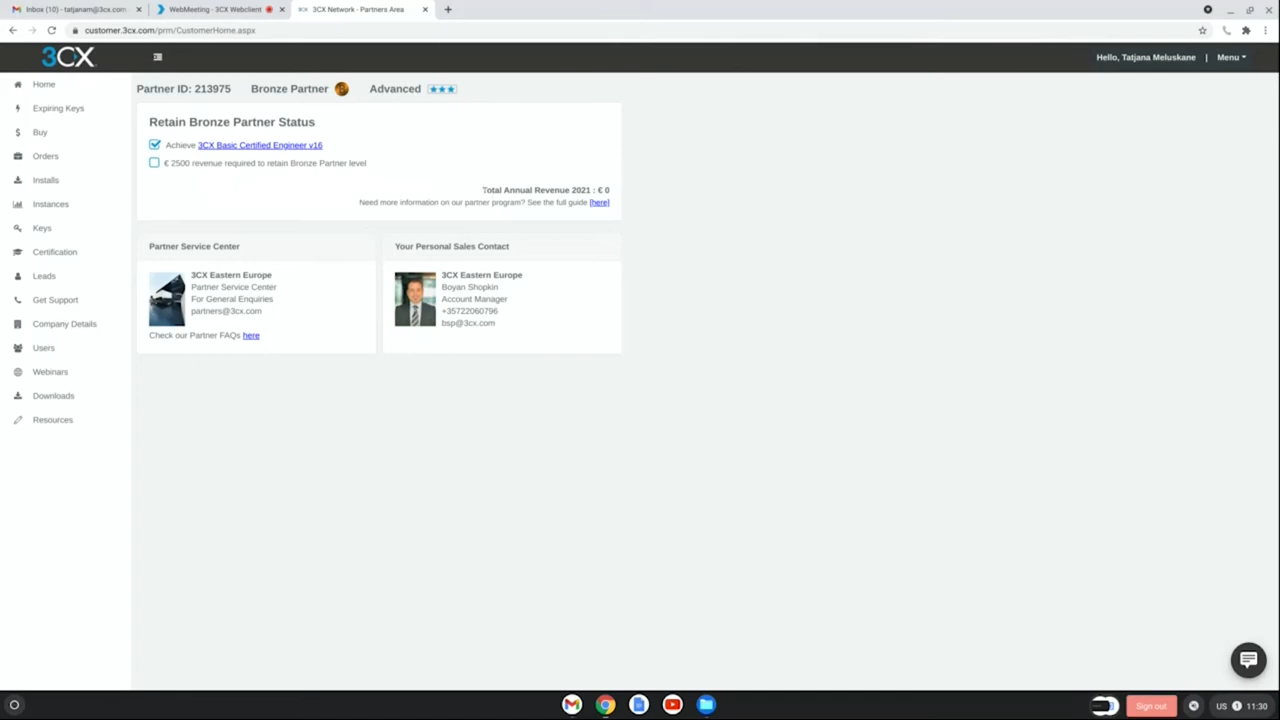 Inbox (10) - tatjanam@3cx.com
WebMeeting - 3CX Webclient
3CX Network - Partners Area
customer.3cx.com/prm/CustomerHome.aspx
3CX
Hello, Tatjana Meluskane | Menu
Home
Expiring Keys
Buy
Orders
Installs
Instances
Keys
Certification
Leads
Get Support
Company Details
Users
Webinars
Downloads
Resources
Partner ID: 213975 Bronze Partner Advanced
Retain Bronze Partner Status
Achieve 3CX Basic Certified Engineer v16
€ 2500 revenue required to retain Bronze Partner level
Total Annual Revenue 2021 : € 0
Need more information on our partner program? See the full guide [here]
Partner Service Center
3CX Eastern Europe
Partner Service Center
For General Enquiries
partners@3cx.com
Check our Partner FAQs here
Your Personal Sales Contact
3CX Eastern Europe
Boyan Shopkin
Account Manager
+35722060796
bsp@3cx.com
Sign out
US 11:30